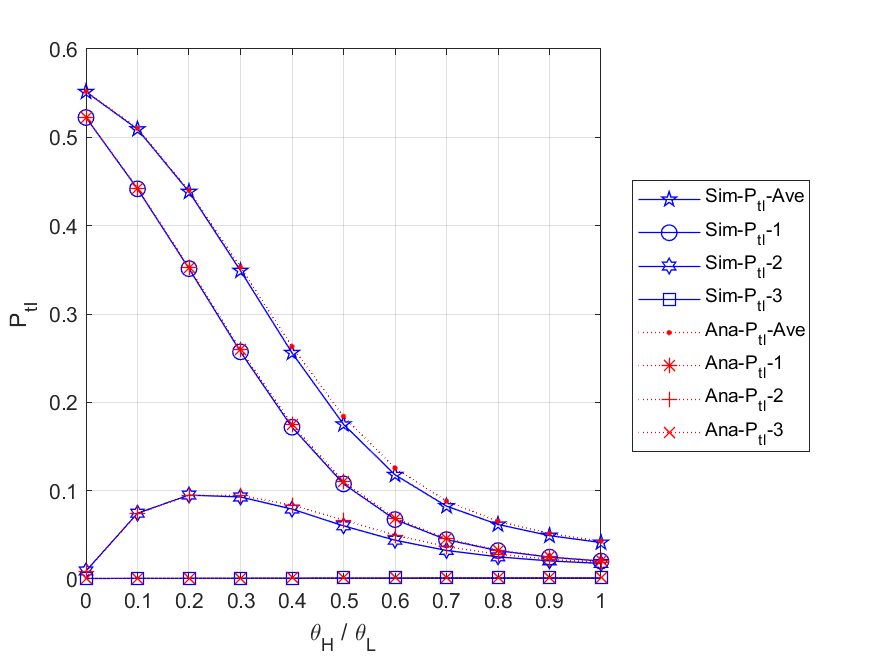 0.6
0.5
0.4
0.3
0.2
0.1
0
P_tl
0 0.1 0.2 0.3 0.4 0.5 0.6 0.7 0.8 0.9 1
θ_H / θ_L
Sim-P_tl-Ave
Sim-P_tl-1
Sim-P_tl-2
Sim-P_tl-3
Ana-P_tl-Ave
Ana-P_tl-1
Ana-P_tl-2
Ana-P_tl-3